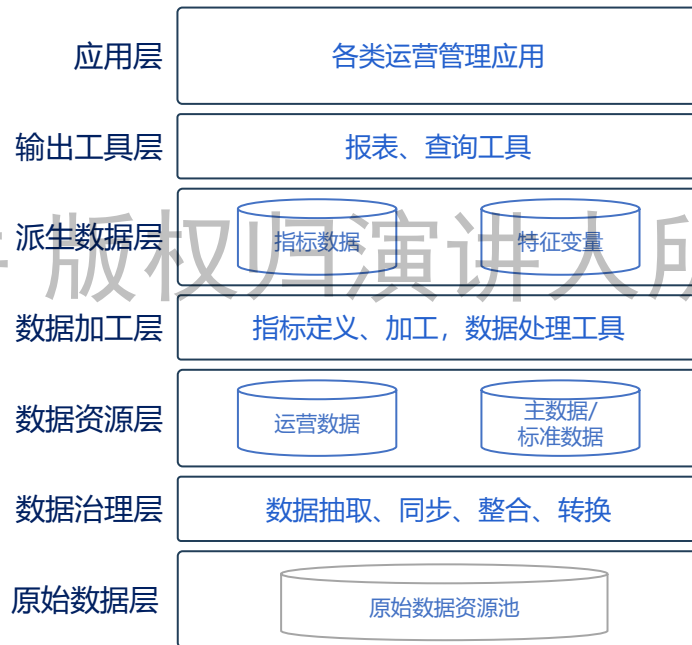 应用层
各类运营管理应用
输出工具层
报表、查询工具
派生数据层
指标数据
特征变量
版权归演讲人所
数据加工层
指标定义、加工，数据处理工具
数据资源层
运营数据
主数据/
标准数据
数据治理层
数据抽取、同步、整合、转换
原始数据层
原始数据资源池